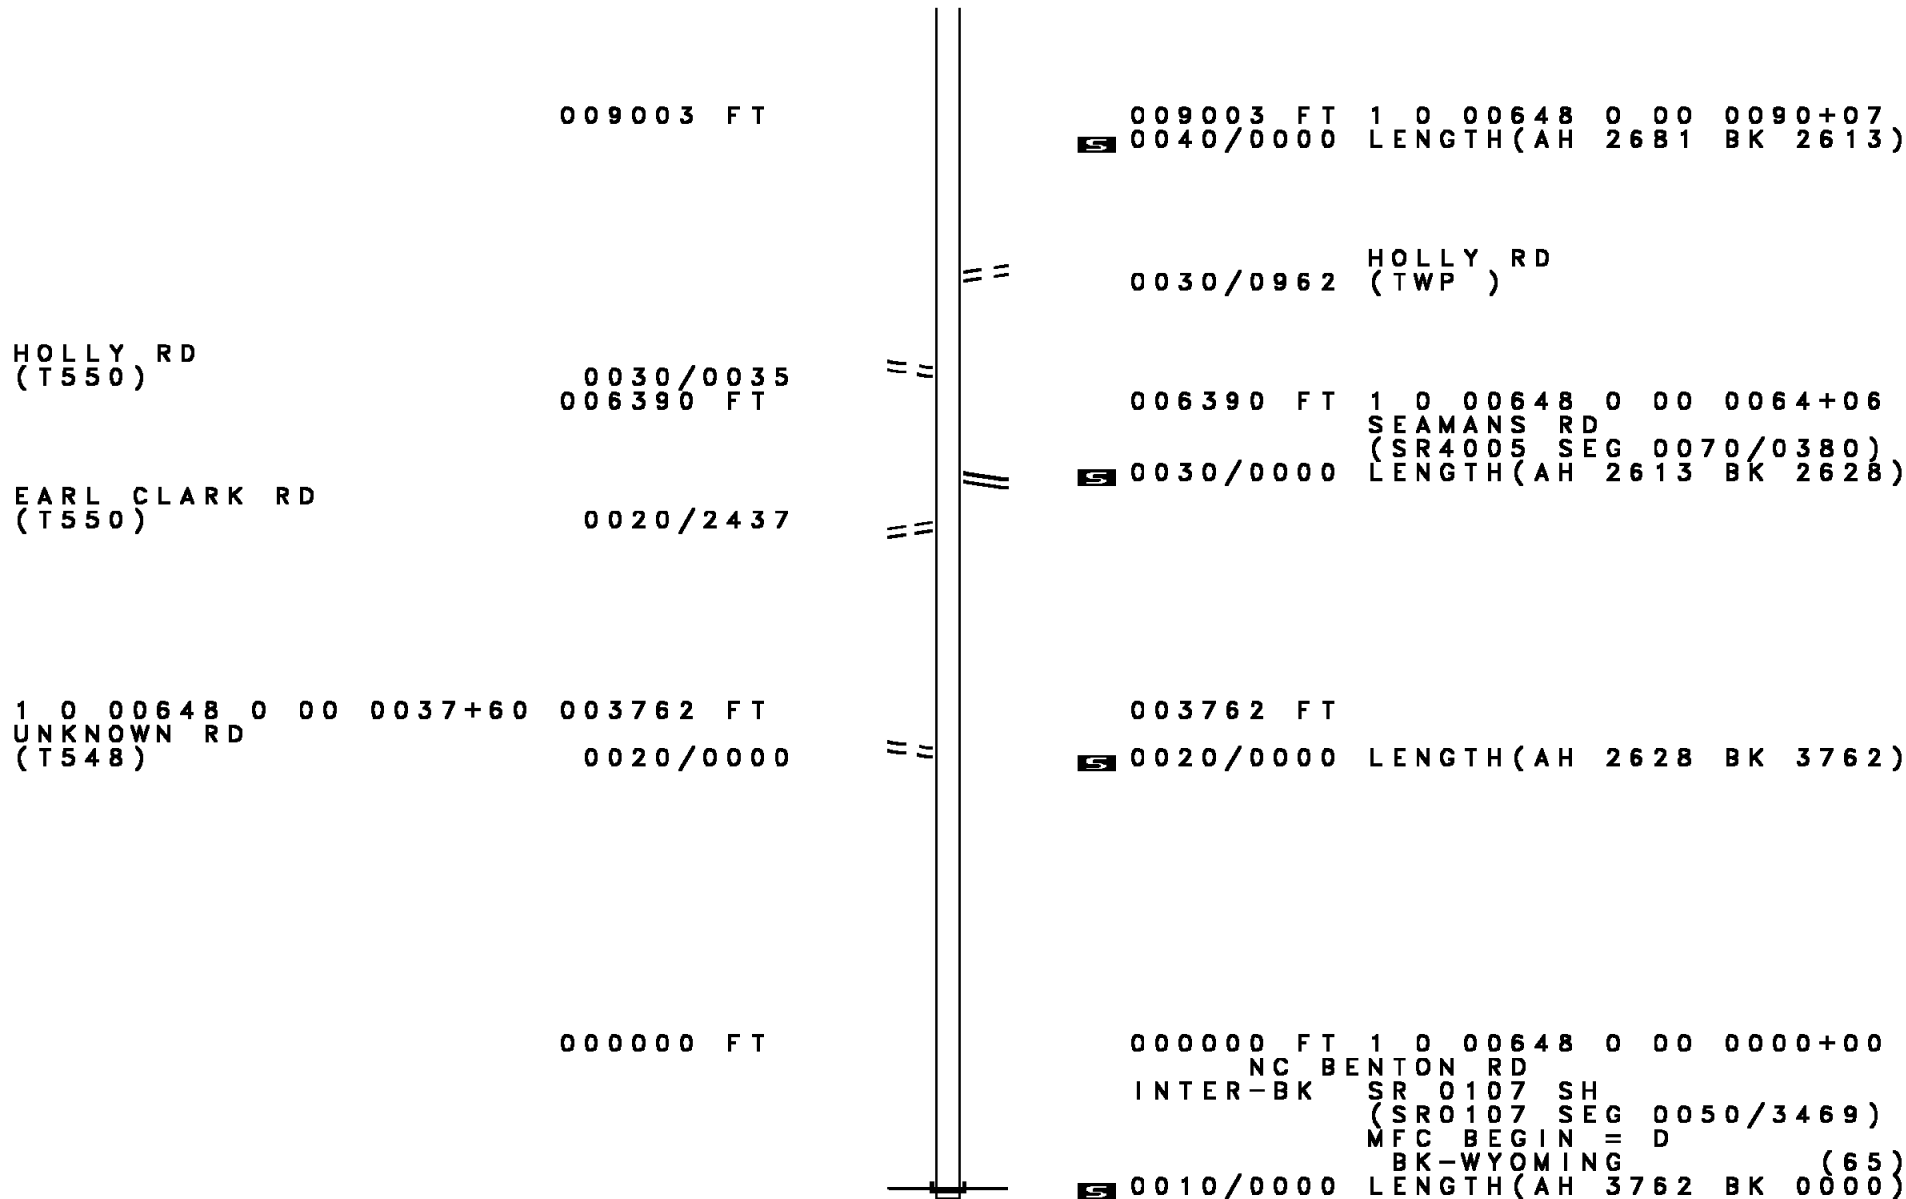 009003 FT 009003 FT 1 0 00648 0 00 0090+07
S 0040/0000 LENGTH(AH 2681 BK 2613)
HOLLY RD
0030/0962 (TWP )
HOLLY RD
(T550) 0030/0035
006390 FT 006390 FT 1 0 00648 0 00 0064+06
SEAMANS RD
(SR4005 SEG 0070/0380)
S 0030/0000 LENGTH(AH 2613 BK 2628)
EARL CLARK RD
(T550) 0020/2437
1 0 00648 0 00 0037+60 003762 FT 003762 FT
UNKNOWN RD
(T548) 0020/0000 S 0020/0000 LENGTH(AH 2628 BK 3762)
000000 FT 000000 FT 1 0 00648 0 00 0000+00
NC BENTON RD
INTER-BK SR 0107 SH
(SR0107 SEG 0050/3469)
MFC BEGIN = D
BK-WYOMING (65)
S 0010/0000 LENGTH(AH 3762 BK 0000)